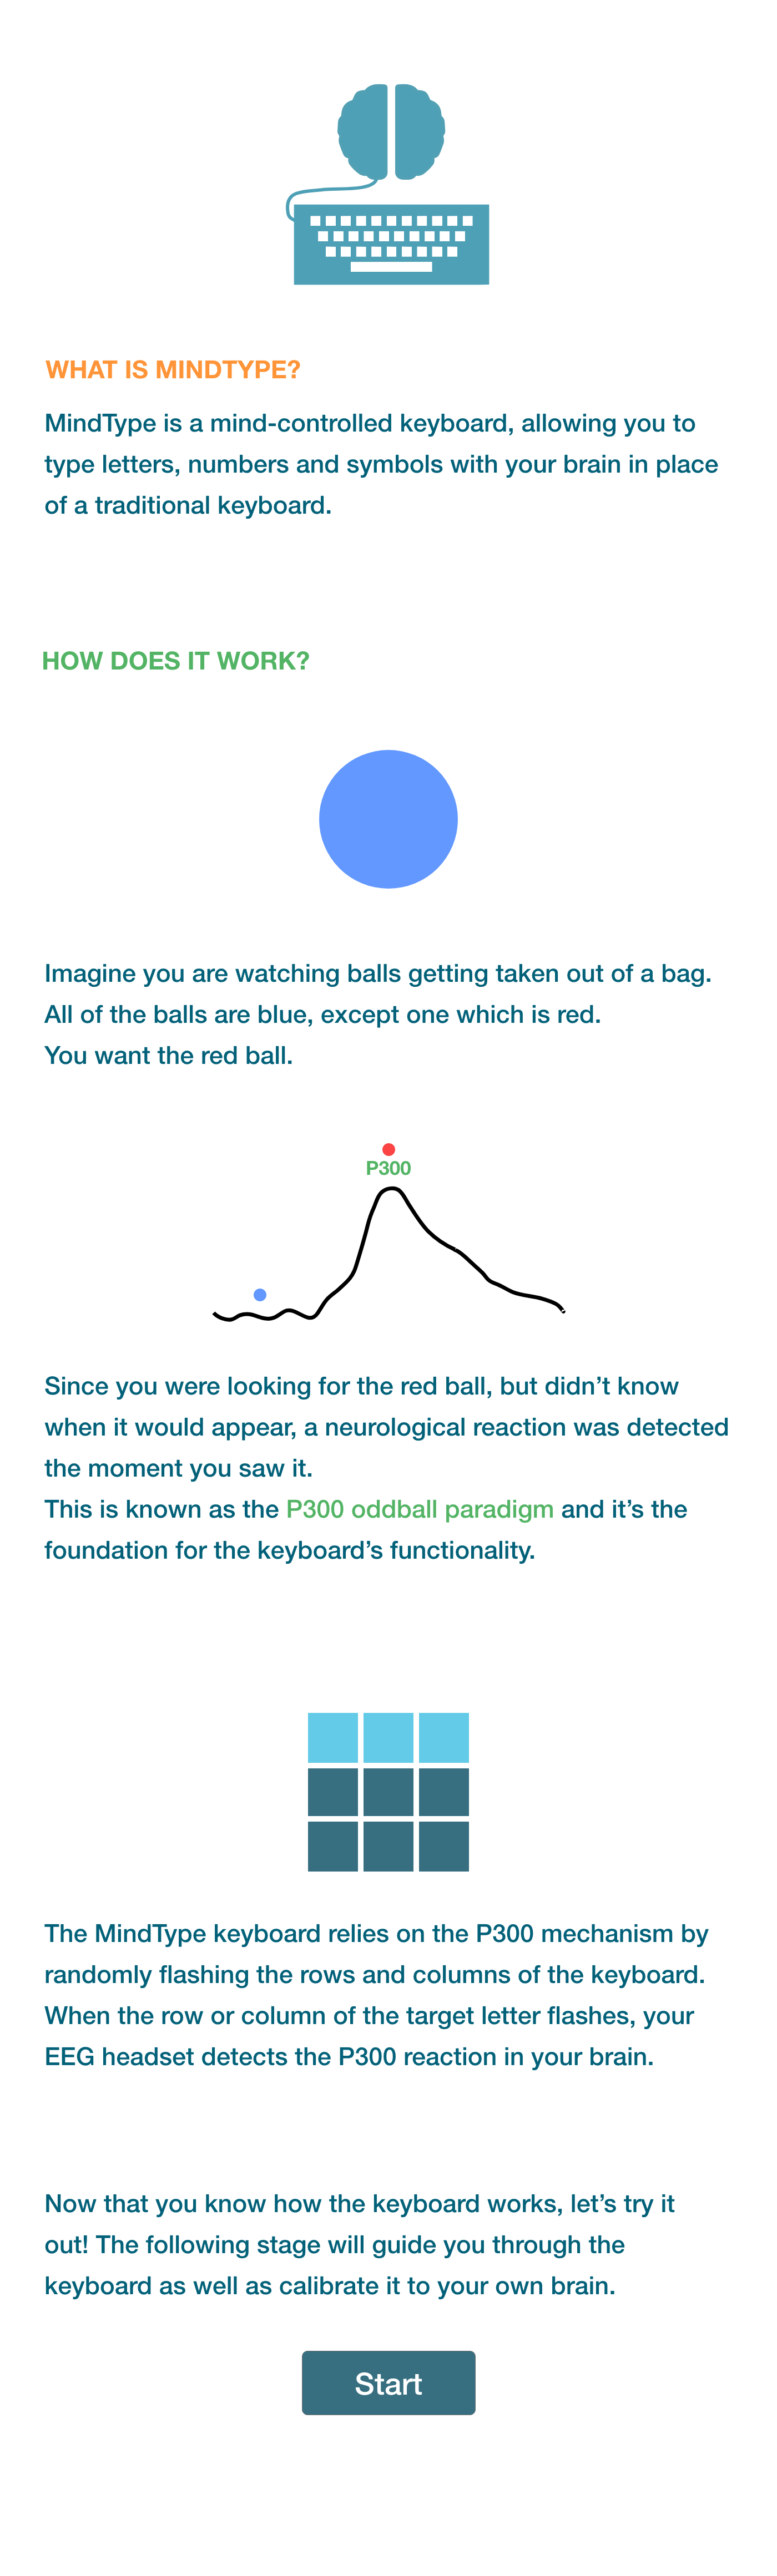 WHAT IS MINDTYPE?
MindType is a mind-controlled keyboard, allowing you to
type letters, numbers and symbols with your brain in place
of a traditional keyboard.
HOW DOES IT WORK?
Imagine you are watching balls getting taken out of a bag.
All of the balls are blue, except one which is red.
You want the red ball.
P300
Since you were looking for the red ball, but didn’t know
when it would appear, a neurological reaction was detected
the moment you saw it.
This is known as the P300 oddball paradigm and it’s the
foundation for the keyboard’s functionality.
The MindType keyboard relies on the P300 mechanism by
randomly flashing the rows and columns of the keyboard.
When the row or column of the target letter flashes, your
EEG headset detects the P300 reaction in your brain.
Now that you know how the keyboard works, let’s try it
out! The following stage will guide you through the
keyboard as well as calibrate it to your own brain.
Start